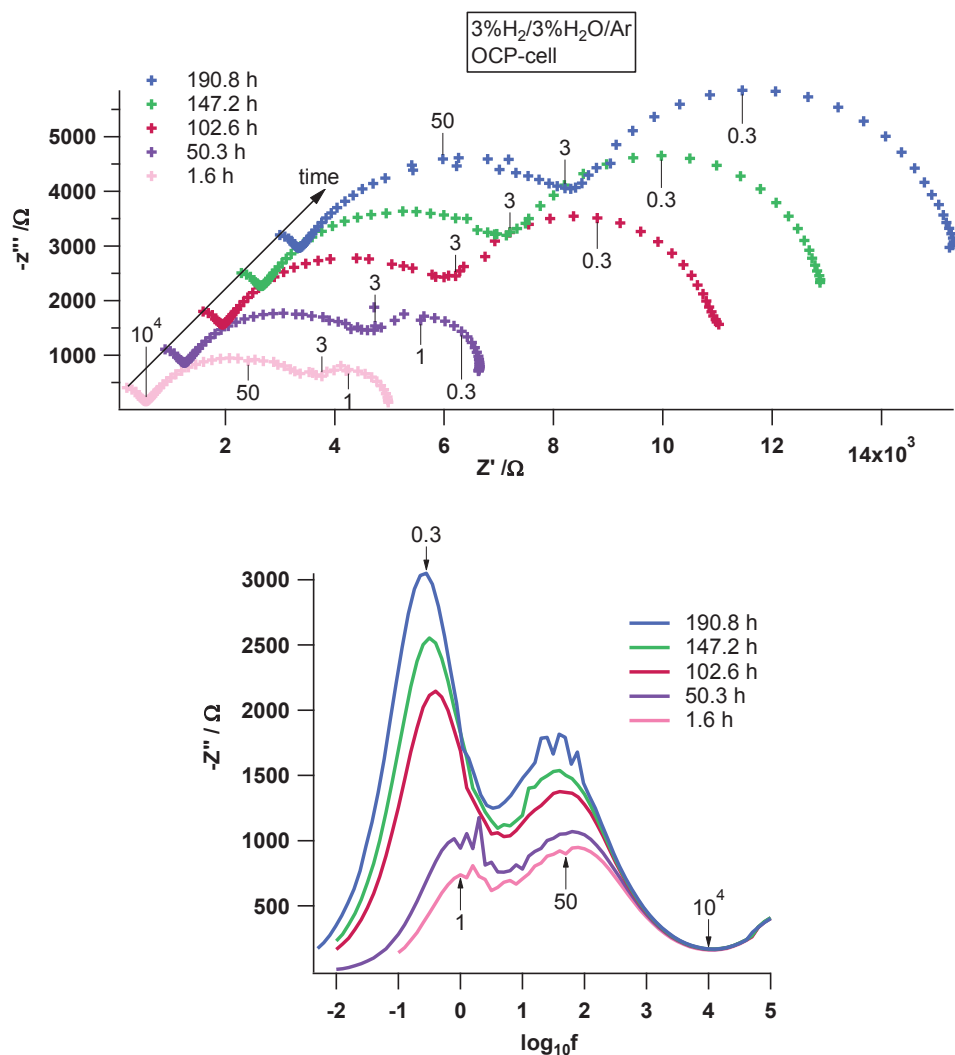 3%H₂/3%H₂O/Ar
OCP-cell
190.8 h
147.2 h
102.6 h
50.3 h
1.6 h
time
-z"/Ω
5000
4000
3000
2000
1000
10⁴
50
3
0.3
3
0.3
3
0.3
3
1
0.3
50
3
1
2
4
6
8
10
12
14x10³
Z' /Ω
0.3
-Z" / Ω
3000
2500
2000
1500
1000
500
190.8 h
147.2 h
102.6 h
50.3 h
1.6 h
1
50
10⁴
-2
-1
0
1
2
3
4
5
log₁₀f